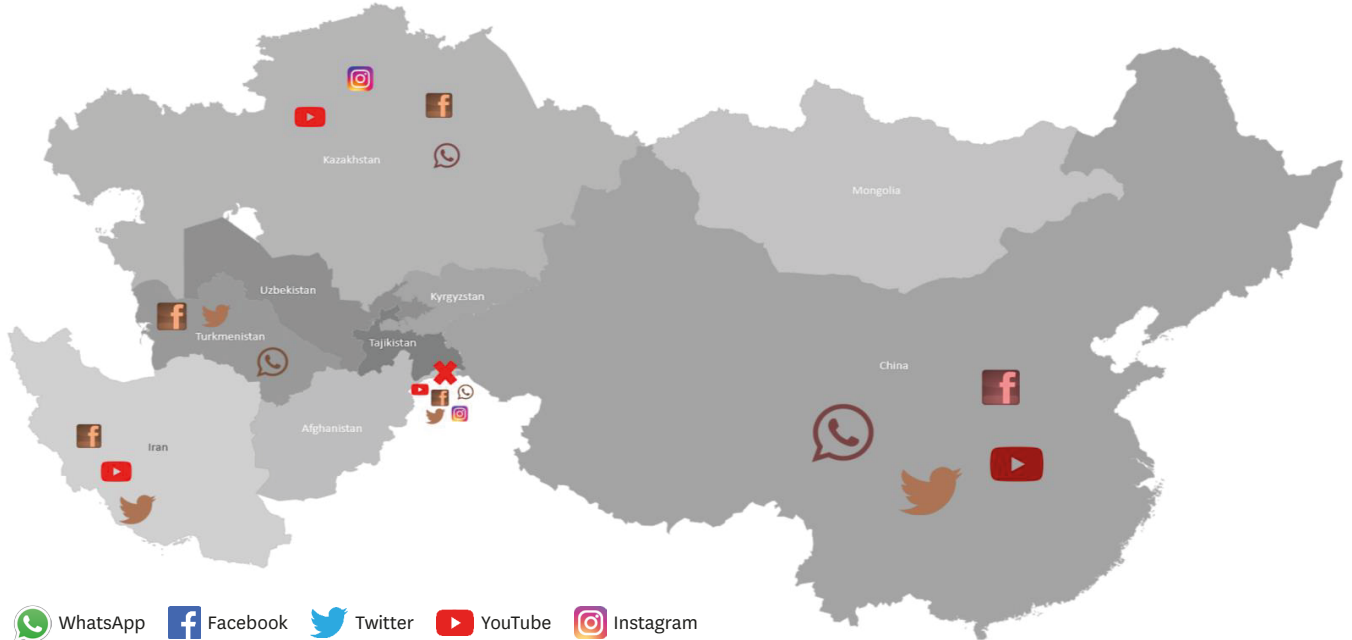 Kazakhstan
Mongolia
Uzbekistan
Kyrgyzstan
Turkmenistan
Tajikistan
China
Afghanistan
Iran
WhatsApp Facebook Twitter YouTube Instagram